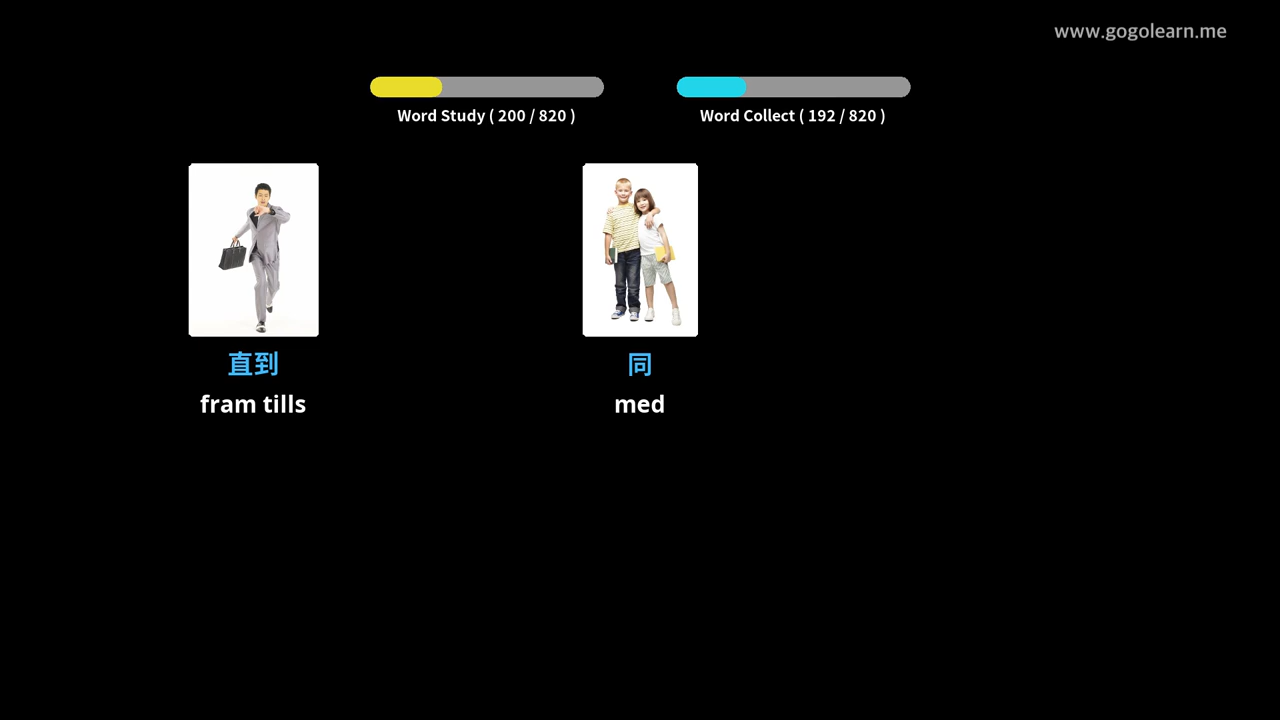 www.gogolearn.me
Word Study ( 200 / 820 )
Word Collect ( 192 / 820 )
直到
fram tills
同
med